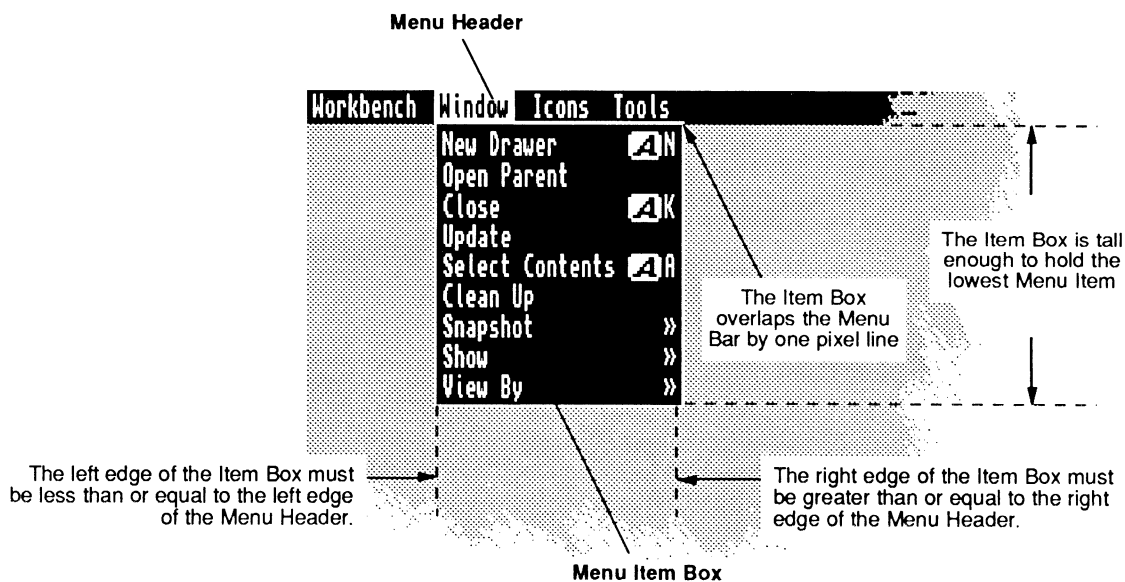 Menu Header
Workbench Window Icons Tools
New Drawer A N
Open Parent
Close A K
Update
Select Contents A A
Clean Up
Snapshot »
Show »
View By »
The Item Box
overlaps the Menu
Bar by one pixel line
The Item Box is tall
enough to hold the
lowest Menu Item
The left edge of the Item Box must
be less than or equal to the left edge
of the Menu Header.
The right edge of the Item Box must
be greater than or equal to the right
edge of the Menu Header.
Menu Item Box